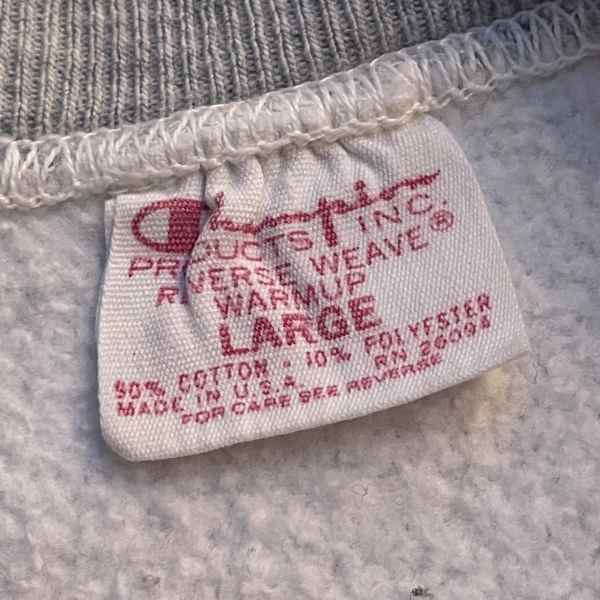 Champion
PRODUCTS INC.
REVERSE WEAVE®
WARMUP
LARGE
90% COTTON · 10% POLYESTER
MADE IN U.S.A. RN 26094
FOR CARE SEE REVERSE